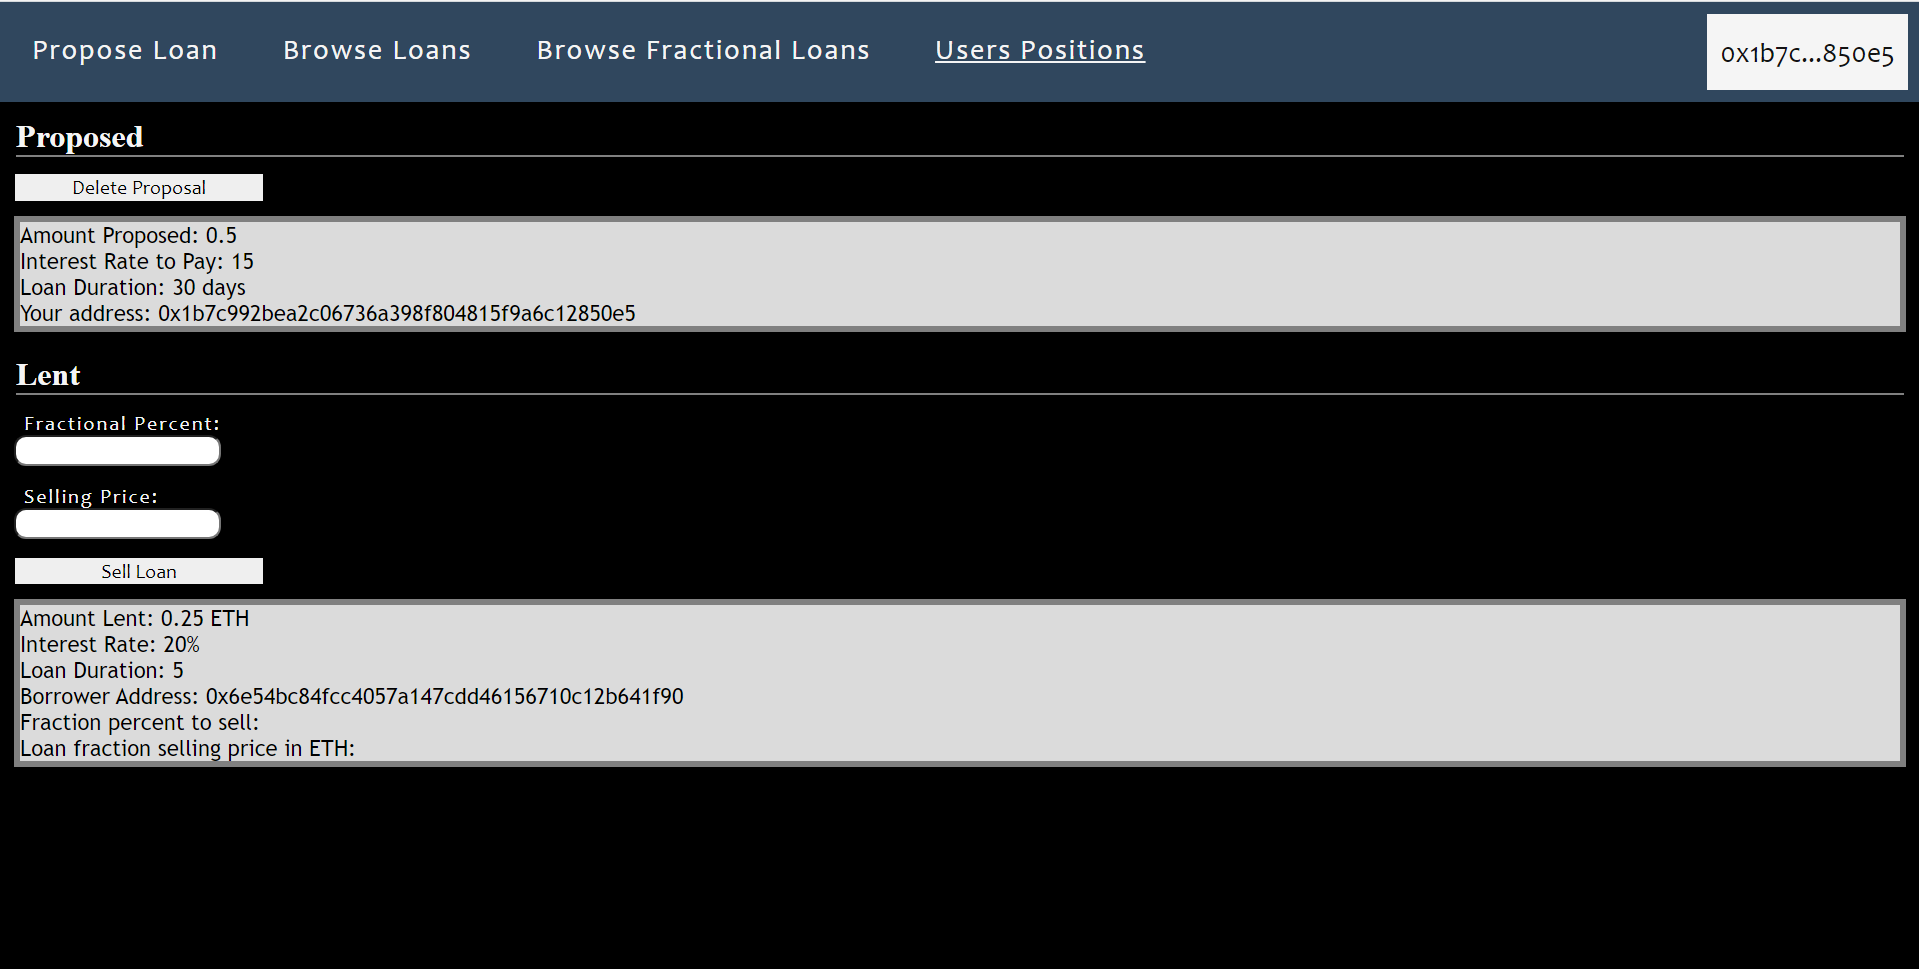 Propose Loan Browse Loans Browse Fractional Loans Users Positions 0x1b7c...850e5
Proposed
Delete Proposal
Amount Proposed: 0.5
Interest Rate to Pay: 15
Loan Duration: 30 days
Your address: 0x1b7c992bea2c06736a398f804815f9a6c12850e5
Lent
Fractional Percent:
Selling Price:
Sell Loan
Amount Lent: 0.25 ETH
Interest Rate: 20%
Loan Duration: 5
Borrower Address: 0x6e54bc84fcc4057a147cdd46156710c12b641f90
Fraction percent to sell:
Loan fraction selling price in ETH: